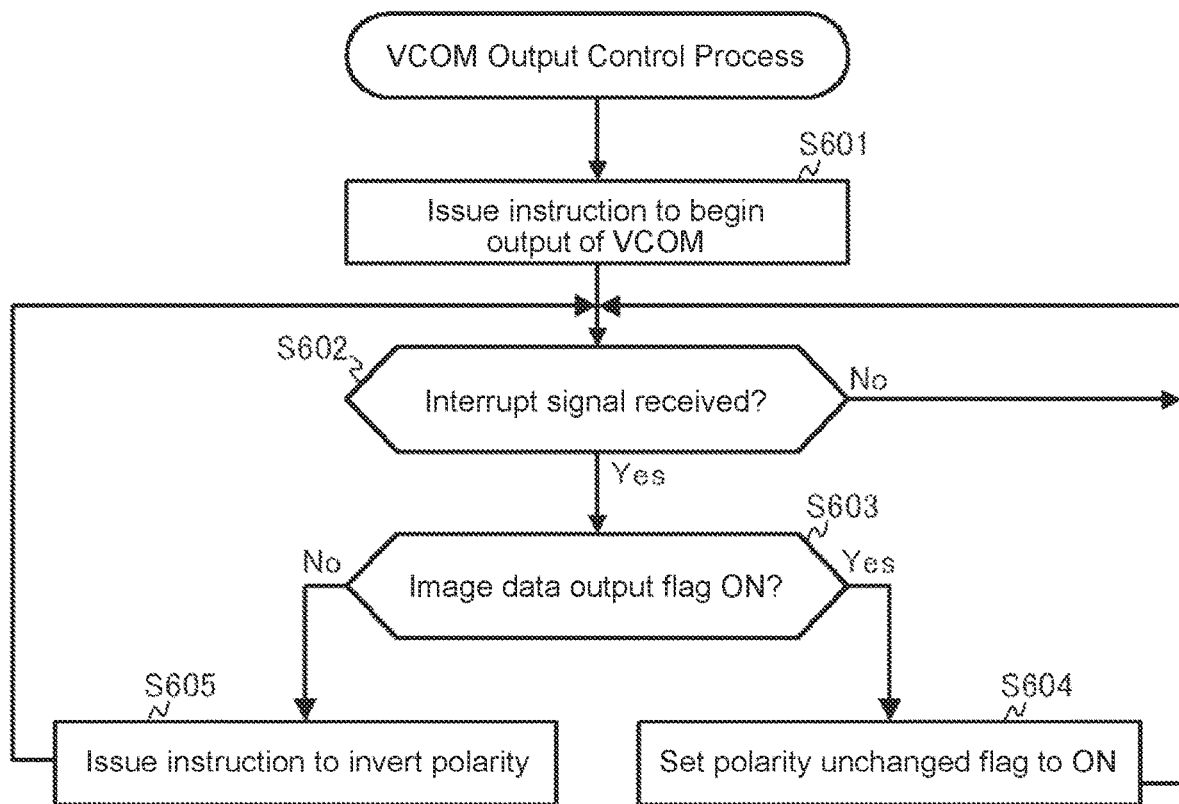 VCOM Output Control Process
S601
Issue instruction to begin
output of VCOM
S602
Interrupt signal received?
No
Yes
S603
No
Image data output flag ON?
Yes
S605
Issue instruction to invert polarity
S604
Set polarity unchanged flag to ON